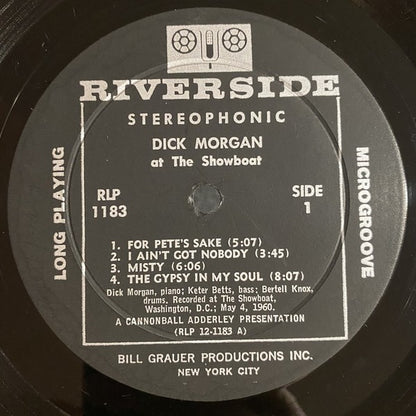 RIVERSIDE
STEREOPHONIC
DICK MORGAN
at The Showboat
LONG PLAYING
MICROGROOVE
RLP
1183
SIDE
1
1. FOR PETE'S SAKE (5:07)
2. I AIN'T GOT NOBODY (3:45)
3. MISTY (6:06)
4. THE GYPSY IN MY SOUL (8:07)
Dick Morgan, piano; Keter Betts, bass; Bertell Knox,
drums. Recorded at The Showboat,
Washington, D.C.; May 4, 1960.
A CANNONBALL ADDERLEY PRESENTATION
(RLP 12-1183 A)
BILL GRAUER PRODUCTIONS INC.
NEW YORK CITY